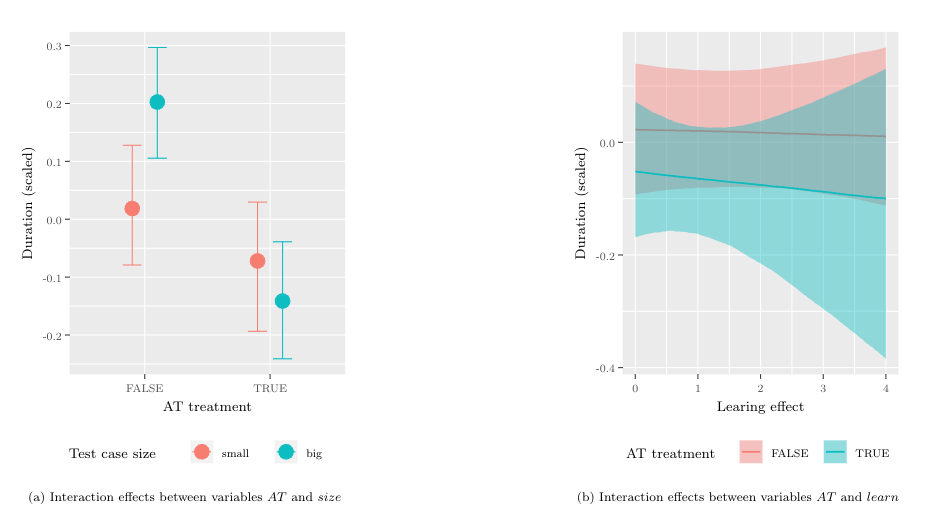 0.3
0.2
0.1
0.0
-0.1
-0.2
Duration (scaled)
FALSE TRUE
AT treatment
Test case size small big
(a) Interaction effects between variables AT and size
0.0
-0.2
-0.4
Duration (scaled)
0 1 2 3 4
Learing effect
AT treatment FALSE TRUE
(b) Interaction effects between variables AT and learn